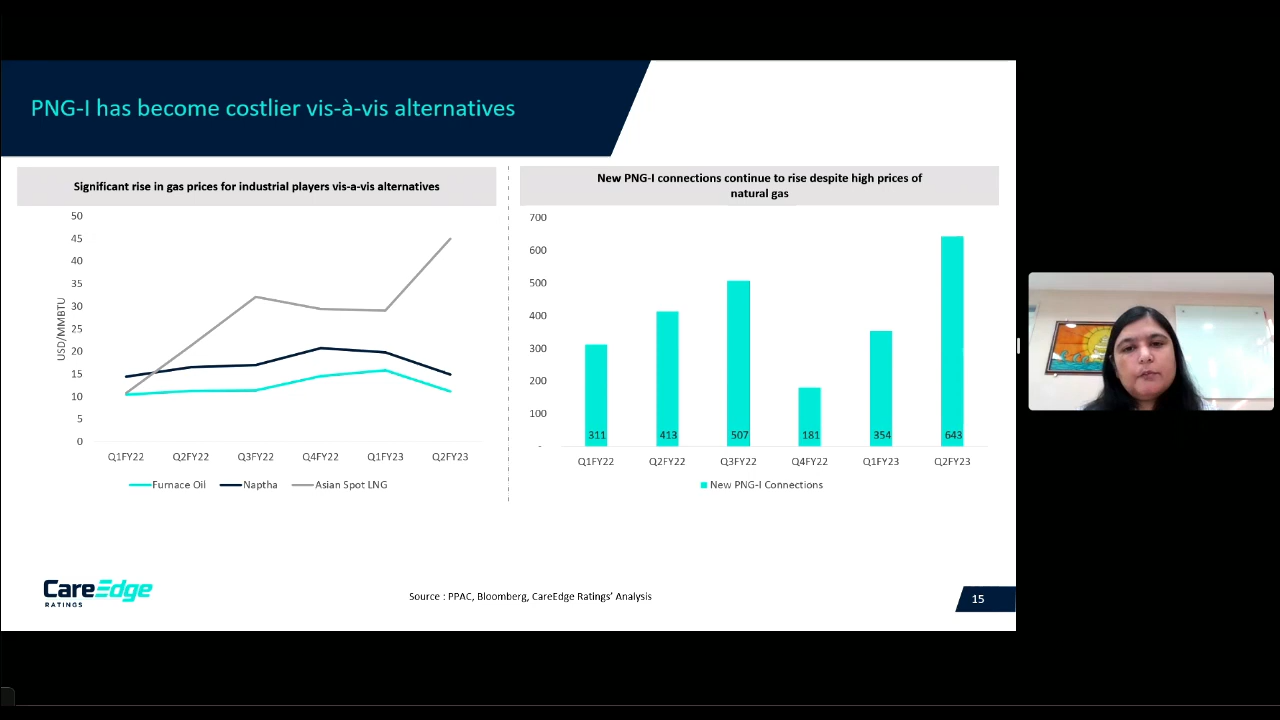 PNG-I has become costlier vis-à-vis alternatives
Significant rise in gas prices for industrial players vis-a-vis alternatives
50
45
40
35
30
25
20
15
10
5
0
USD/MMBTU
Q1FY22 Q2FY22 Q3FY22 Q4FY22 Q1FY23 Q2FY23
Furnace Oil Naptha Asian Spot LNG
New PNG-I connections continue to rise despite high prices of
natural gas
700
600
500
400
300
200
100
-
311 413 507 181 354 643
Q1FY22 Q2FY22 Q3FY22 Q4FY22 Q1FY23 Q2FY23
New PNG-I Connections
CareEdge
RATINGS
Source : PPAC, Bloomberg, CareEdge Ratings’ Analysis
15